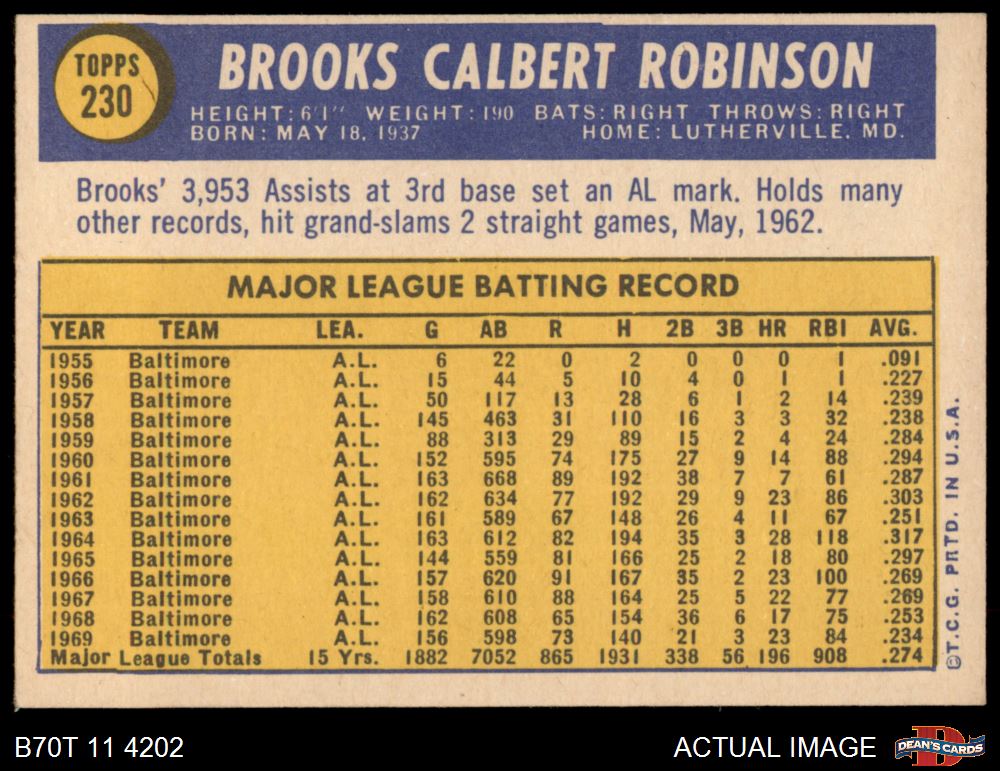 TOPPS
230
BROOKS CALBERT ROBINSON
HEIGHT: 6'1" WEIGHT: 190 BATS: RIGHT THROWS: RIGHT
BORN: MAY 18, 1937 HOME: LUTHERVILLE, MD.
Brooks' 3,953 Assists at 3rd base set an AL mark. Holds many
other records, hit grand-slams 2 straight games, May, 1962.
MAJOR LEAGUE BATTING RECORD
YEAR TEAM LEA. G AB R H 2B 3B HR RBI AVG.
1955 Baltimore A.L. 6 22 0 2 0 0 0 1 .091
1956 Baltimore A.L. 15 44 5 10 4 0 1 1 .227
1957 Baltimore A.L. 50 117 13 28 6 1 2 14 .239
1958 Baltimore A.L. 145 463 31 110 16 3 3 32 .238
1959 Baltimore A.L. 88 313 29 89 15 2 4 24 .284
1960 Baltimore A.L. 152 595 74 175 27 9 14 88 .294
1961 Baltimore A.L. 163 668 89 192 38 7 7 61 .287
1962 Baltimore A.L. 162 634 77 192 29 9 23 86 .303
1963 Baltimore A.L. 161 589 67 148 26 4 11 67 .251
1964 Baltimore A.L. 163 612 82 194 35 3 28 118 .317
1965 Baltimore A.L. 144 559 81 166 25 2 18 80 .297
1966 Baltimore A.L. 157 620 91 167 35 2 23 100 .269
1967 Baltimore A.L. 158 610 88 164 25 5 22 77 .269
1968 Baltimore A.L. 162 608 65 154 36 6 17 75 .253
1969 Baltimore A.L. 156 598 73 140 21 3 23 84 .234
Major League Totals 15 Yrs. 1882 7052 865 1931 338 56 196 908 .274
©T.C.G. PRTD. IN U.S.A.
B70T 11 4202
ACTUAL IMAGE
DEAN'S CARDS